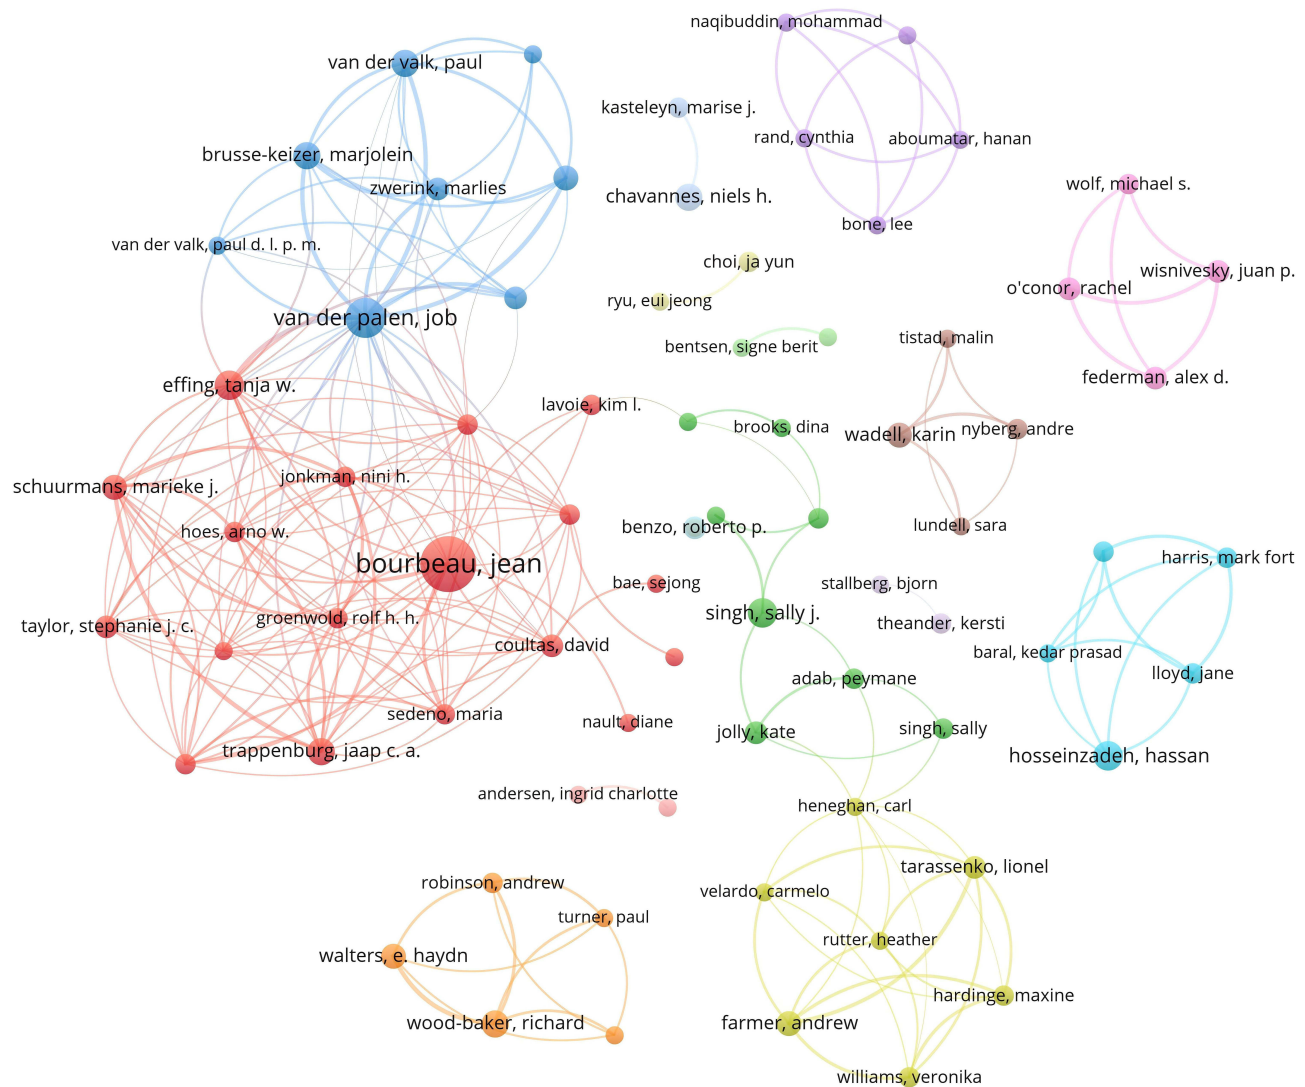 naqibuddin, mohammad
van der valk, paul
kasteleyn, marise j.
rand, cynthia
aboumatar, hanan
brusse-keizer, marjolein
zwerink, marlies
chavannes, niels h.
wolf, michael s.
bone, lee
van der valk, paul d. l. p. m.
choi, ja yun
wisnivesky, juan p.
o'conor, rachel
ryu, eui jeong
van der palen, job
bentsen, signe berit
tistad, malin
effing, tanja w.
federman, alex d.
lavoie, kim l.
brooks, dina
wadell, karin
nyberg, andre
jonkman, nini h.
schuurmans, marieke j.
hoes, arno w.
benzo, roberto p.
lundell, sara
bourbeau, jean
harris, mark fort
bae, sejong
stallberg, bjorn
singh, sally j.
groenwold, rolf h. h.
taylor, stephanie j. c.
theander, kersti
coultas, david
baral, kedar prasad
lloyd, jane
adab, peymane
sedeno, maria
nault, diane
jolly, kate
singh, sally
trappenburg, jaap c. a.
hosseinzadeh, hassan
andersen, ingrid charlotte
heneghan, carl
tarassenko, lionel
robinson, andrew
velardo, carmelo
turner, paul
rutter, heather
walters, e. haydn
hardinge, maxine
wood-baker, richard
farmer, andrew
williams, veronika